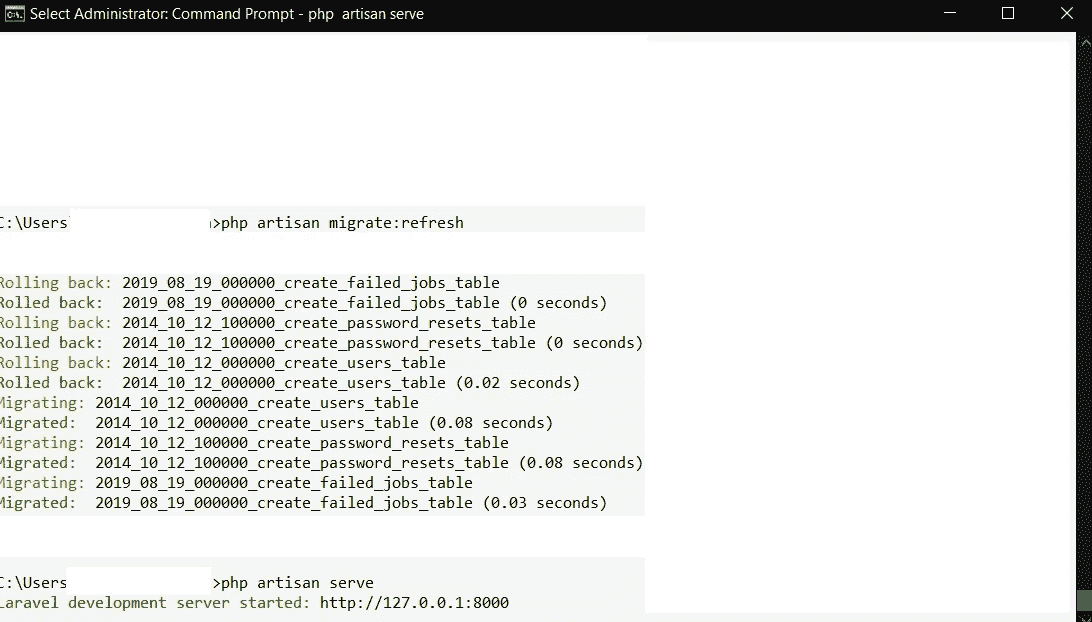 Select Administrator: Command Prompt - php  artisan serve
C:\Users >php artisan migrate:refresh
Rolling back: 2019_08_19_000000_create_failed_jobs_table
Rolled back:  2019_08_19_000000_create_failed_jobs_table (0 seconds)
Rolling back: 2014_10_12_100000_create_password_resets_table
Rolled back:  2014_10_12_100000_create_password_resets_table (0 seconds)
Rolling back: 2014_10_12_000000_create_users_table
Rolled back:  2014_10_12_000000_create_users_table (0.02 seconds)
Migrating: 2014_10_12_000000_create_users_table
Migrated:  2014_10_12_000000_create_users_table (0.08 seconds)
Migrating: 2014_10_12_100000_create_password_resets_table
Migrated:  2014_10_12_100000_create_password_resets_table (0.08 seconds)
Migrating: 2019_08_19_000000_create_failed_jobs_table
Migrated:  2019_08_19_000000_create_failed_jobs_table (0.03 seconds)
C:\Users >php artisan serve
Laravel development server started: http://127.0.0.1:8000